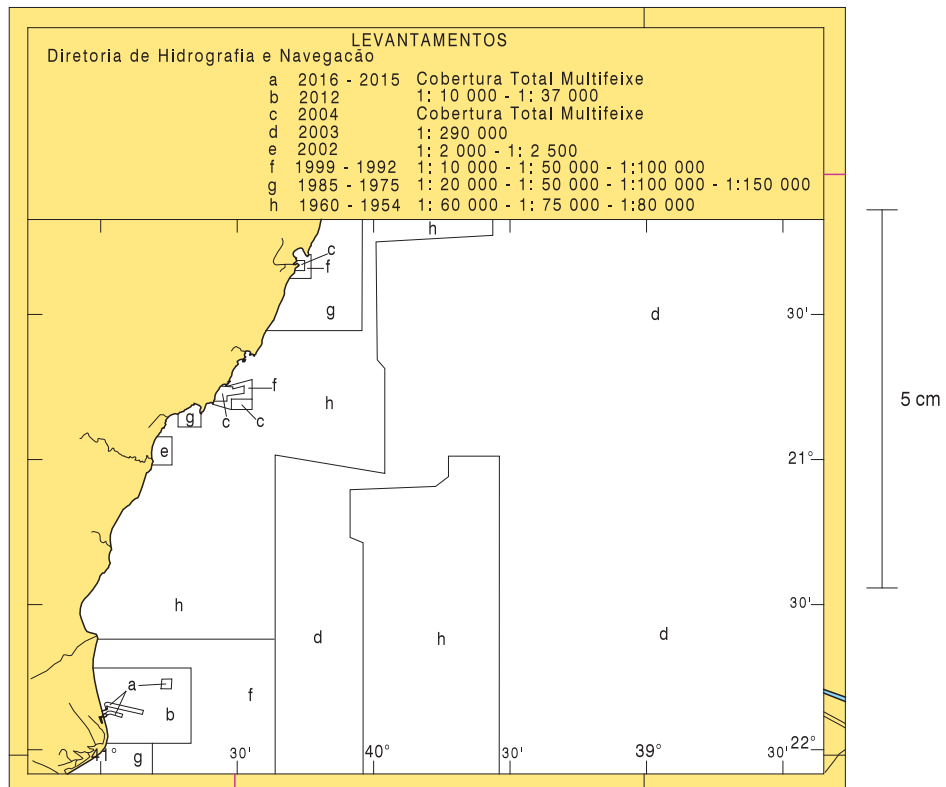 LEVANTAMENTOS
Diretoria de Hidrografia e Navegacão
a 2016 - 2015 Cobertura Total Multifeixe
b 2012 1: 10 000 - 1: 37 000
c 2004 Cobertura Total Multifeixe
d 2003 1: 290 000
e 2002 1: 2 000 - 1: 2 500
f 1999 - 1992 1: 10 000 - 1: 50 000 - 1:100 000
g 1985 - 1975 1: 20 000 - 1: 50 000 - 1:100 000 - 1:150 000
h 1960 - 1954 1: 60 000 - 1: 75 000 - 1:80 000
h
c
f
g
d
30'
f
h
5 cm
g
c
c
e
21°
h
30'
d
h
d
a
f
b
41°
30'
40°
30'
39°
30'
22°
g